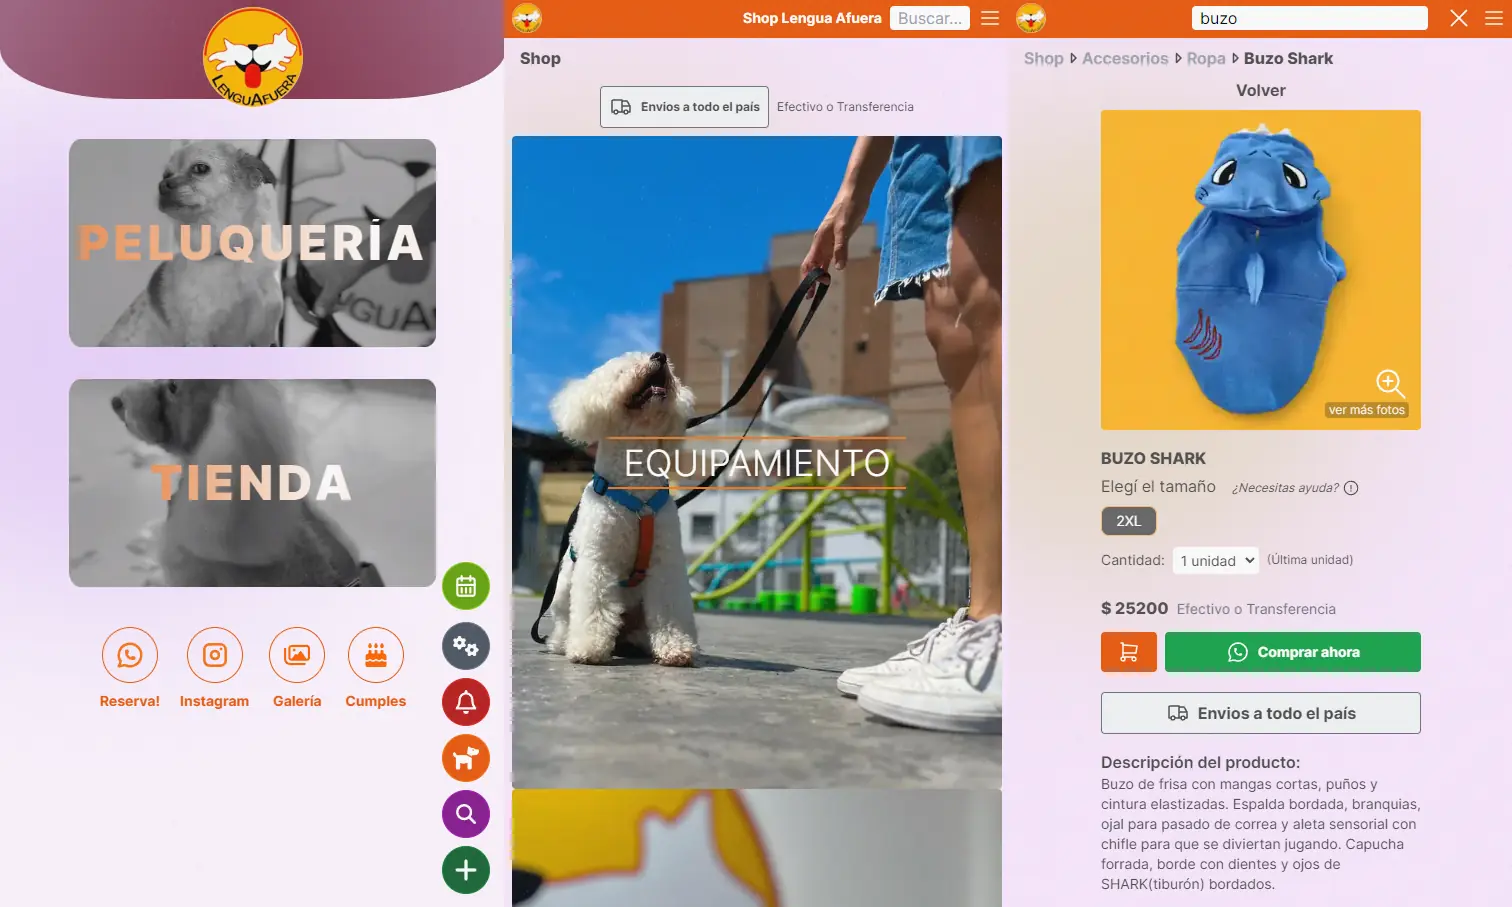 LENGUAFUERA
PELUQUERÍA
TIENDA
Reserva!
Instagram
Galería
Cumples
Shop Lengua Afuera
Buscar...
Shop
Envios a todo el país
Efectivo o Transferencia
EQUIPAMIENTO
buzo
Shop
Accesorios
Ropa
Buzo Shark
Volver
ver más fotos
BUZO SHARK
Elegí el tamaño ¿Necesitas ayuda?
2XL
Cantidad: 1 unidad (Última unidad)
$ 25200 Efectivo o Transferencia
Comprar ahora
Envios a todo el país
Descripción del producto:
Buzo de frisa con mangas cortas, puños y
cintura elastizadas. Espalda bordada, branquias,
ojal para pasado de correa y aleta sensorial con
chifle para que se diviertan jugando. Capucha
forrada, borde con dientes y ojos de
SHARK(tiburón) bordados.